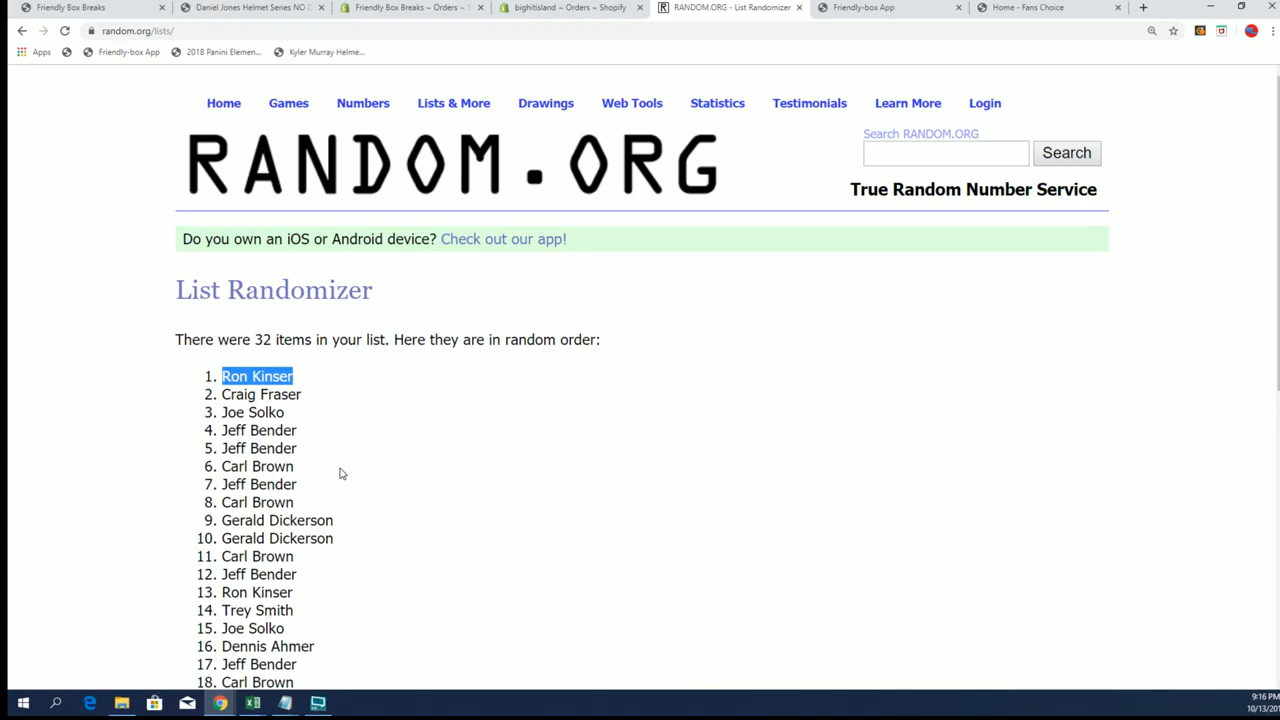 Friendly Box Breaks
Daniel Jones Helmet Series NO D
Friendly Box Breaks ~ Orders ~ S
bighitisland ~ Orders ~ Shopify
RANDOM.ORG - List Randomizer
Friendly-box App
Home - Fans Choice
random.org/lists/
Apps
Friendly-box App
2018 Panini Elemen...
Kyler Murray Helme...
Home Games Numbers Lists & More Drawings Web Tools Statistics Testimonials Learn More Login
RANDOM.ORG
Search RANDOM.ORG
Search
True Random Number Service
Do you own an iOS or Android device? Check out our app!
List Randomizer
There were 32 items in your list. Here they are in random order:
1. Ron Kinser
2. Craig Fraser
3. Joe Solko
4. Jeff Bender
5. Jeff Bender
6. Carl Brown
7. Jeff Bender
8. Carl Brown
9. Gerald Dickerson
10. Gerald Dickerson
11. Carl Brown
12. Jeff Bender
13. Ron Kinser
14. Trey Smith
15. Joe Solko
16. Dennis Ahmer
17. Jeff Bender
18. Carl Brown
9:16 PM
10/13/20